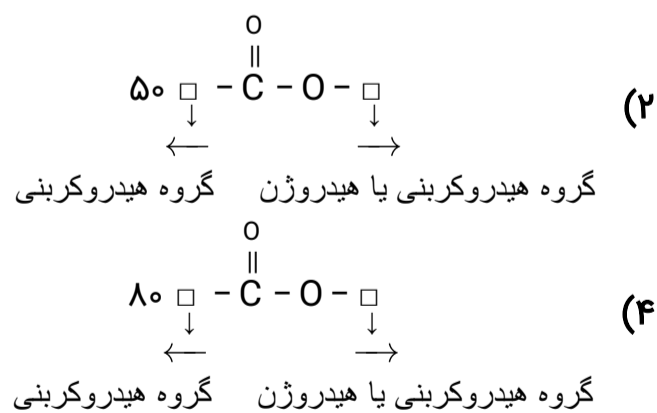 O
||
۵۰ □ – C – O – □ (۲
↓ ↓
← →
گروه هیدروکربنی گروه هیدروکربنی یا هیدروژن
O
||
۸۰ □ – C – O – □ (۴
↓ ↓
← →
گروه هیدروکربنی گروه هیدروکربنی یا هیدروژن